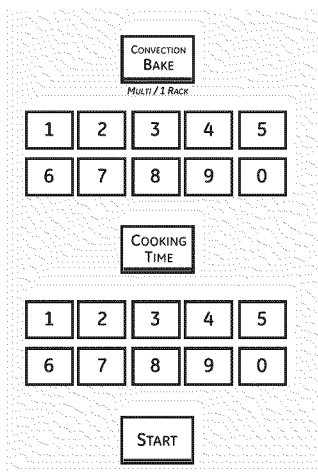 CONVECTION
BAKE
MULTI / 1 RACK
1 2 3 4 5
6 7 8 9 0
COOKING
TIME
1 2 3 4 5
6 7 8 9 0
START